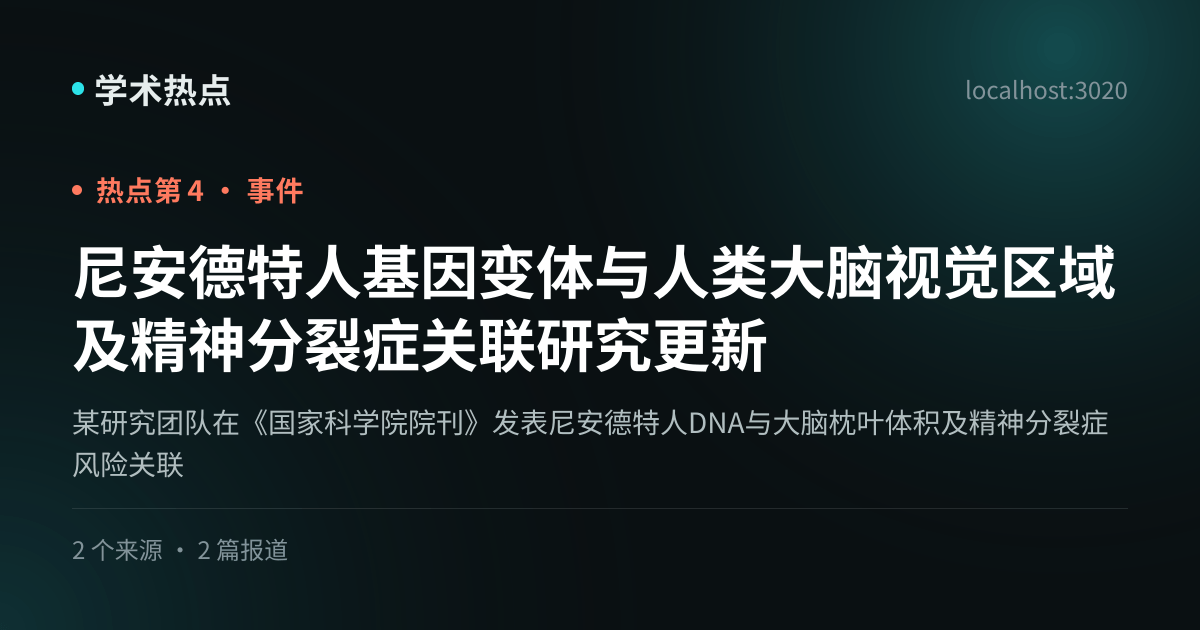 学术热点
localhost:3020
热点第 4 · 事件
尼安德特人基因变体与人类大脑视觉区域
及精神分裂症关联研究更新
某研究团队在《国家科学院院刊》发表尼安德特人DNA与大脑枕叶体积及精神分裂症
风险关联
2 个来源 · 2 篇报道